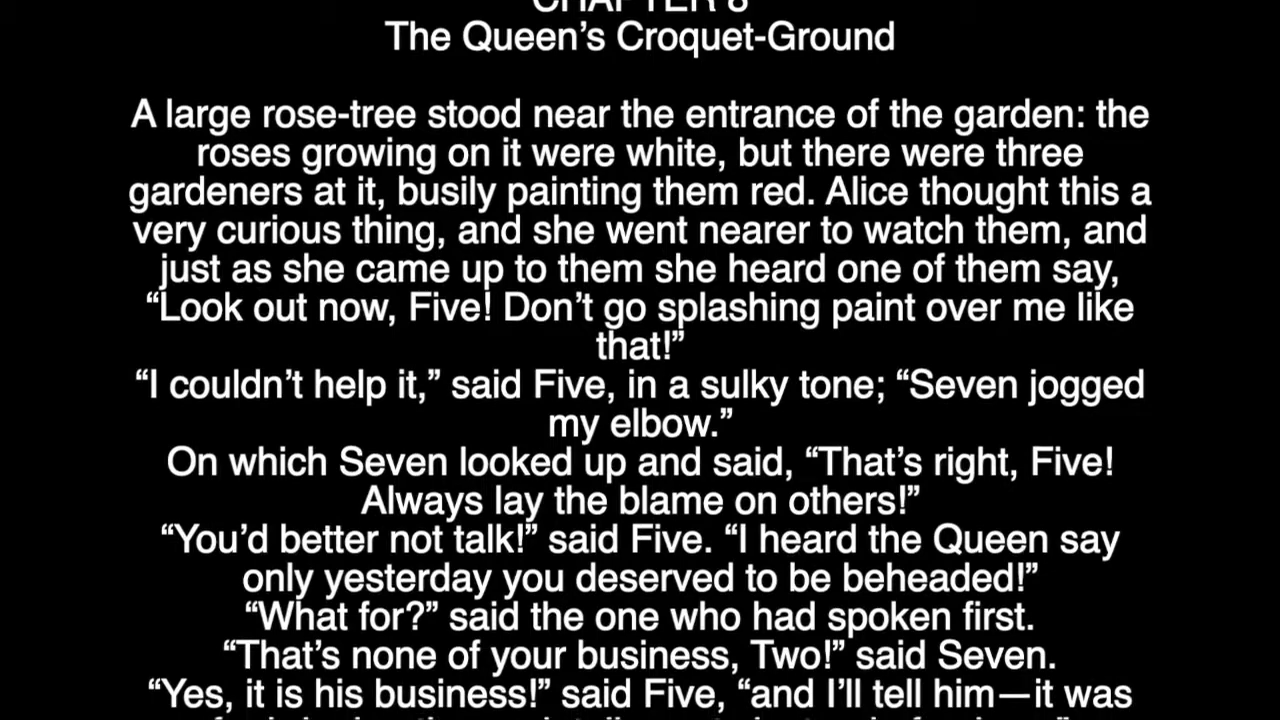 CHAPTER 8
The Queen’s Croquet-Ground
A large rose-tree stood near the entrance of the garden: the
roses growing on it were white, but there were three
gardeners at it, busily painting them red. Alice thought this a
very curious thing, and she went nearer to watch them, and
just as she came up to them she heard one of them say,
“Look out now, Five! Don’t go splashing paint over me like
that!”
“I couldn’t help it,” said Five, in a sulky tone; “Seven jogged
my elbow.”
On which Seven looked up and said, “That’s right, Five!
Always lay the blame on others!”
“You’d better not talk!” said Five. “I heard the Queen say
only yesterday you deserved to be beheaded!”
“What for?” said the one who had spoken first.
“That’s none of your business, Two!” said Seven.
“Yes, it is his business!” said Five, “and I’ll tell him—it was